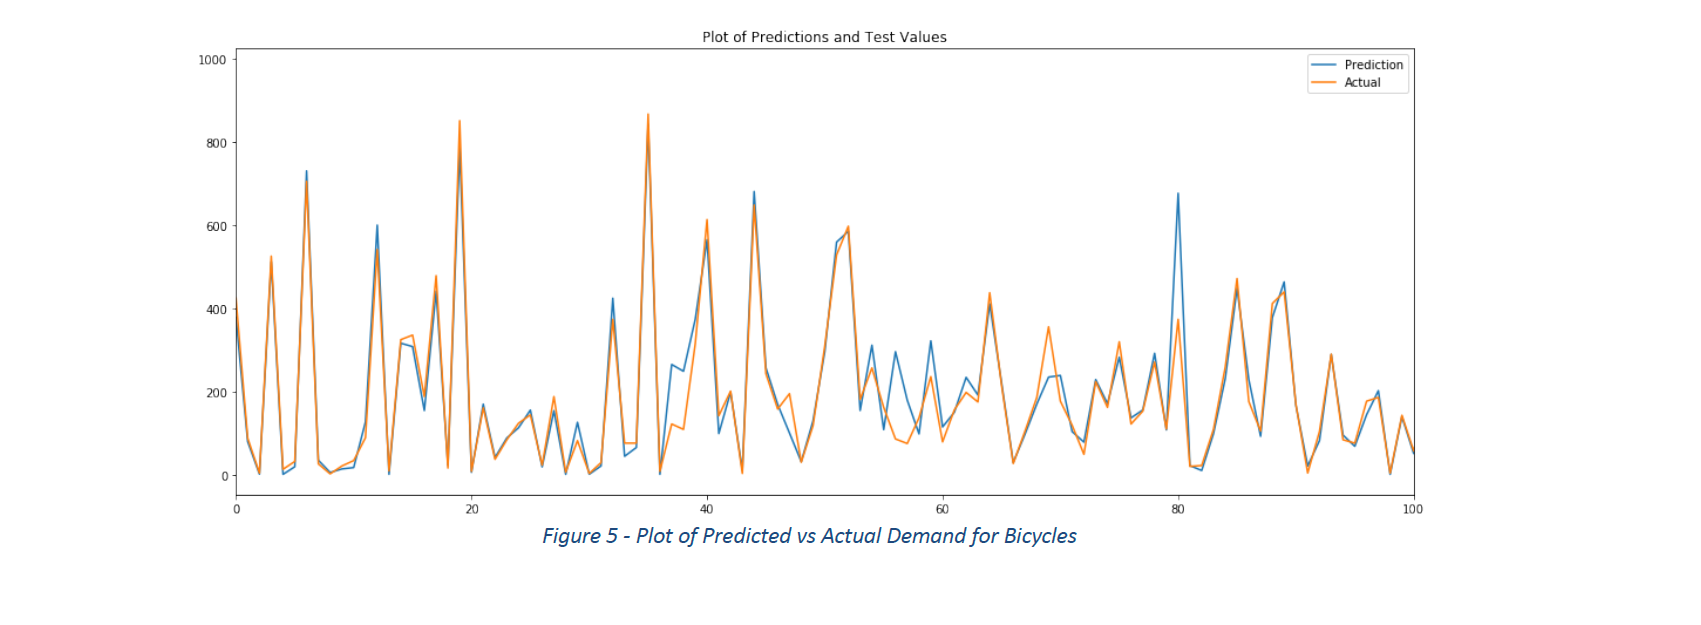 Plot of Predictions and Test Values
1000
800
600
400
200
0
Prediction
Actual
0 20 40 60 80 100
Figure 5 - Plot of Predicted vs Actual Demand for Bicycles